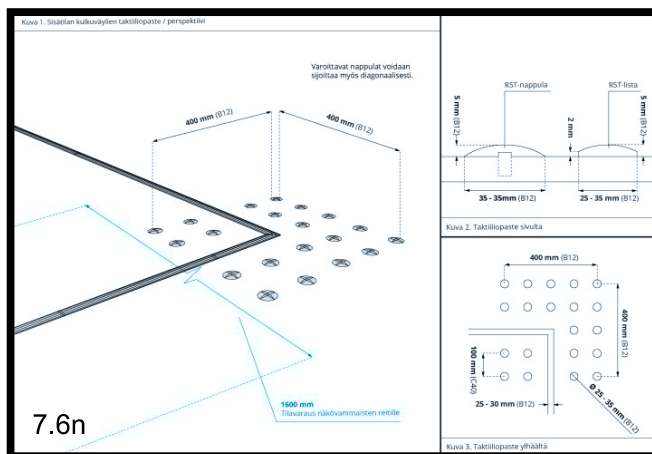 Kuva 1. Sisätilan kulkuväylien taktiiliopaste / perspektiivi
Varoittavat nappulat voidaan
sijoittaa myös diagonaalisesti.
400 mm (B12)
400 mm (B12)
1600 mm
Tilavaraus näkövammaisten reitille
7.6n
RST-nappula
RST-lista
5 mm (B12)
2 mm
5 mm (B12)
35 - 35mm (B12)
25 - 35 mm (B12)
Kuva 2. Taktiiliopaste sivulta
400 mm (B12)
400 mm (B12)
100 mm (C40)
25 - 30 mm (B12)
Ø 25 - 35 mm (B12)
Kuva 3. Taktiiliopaste ylhäältä